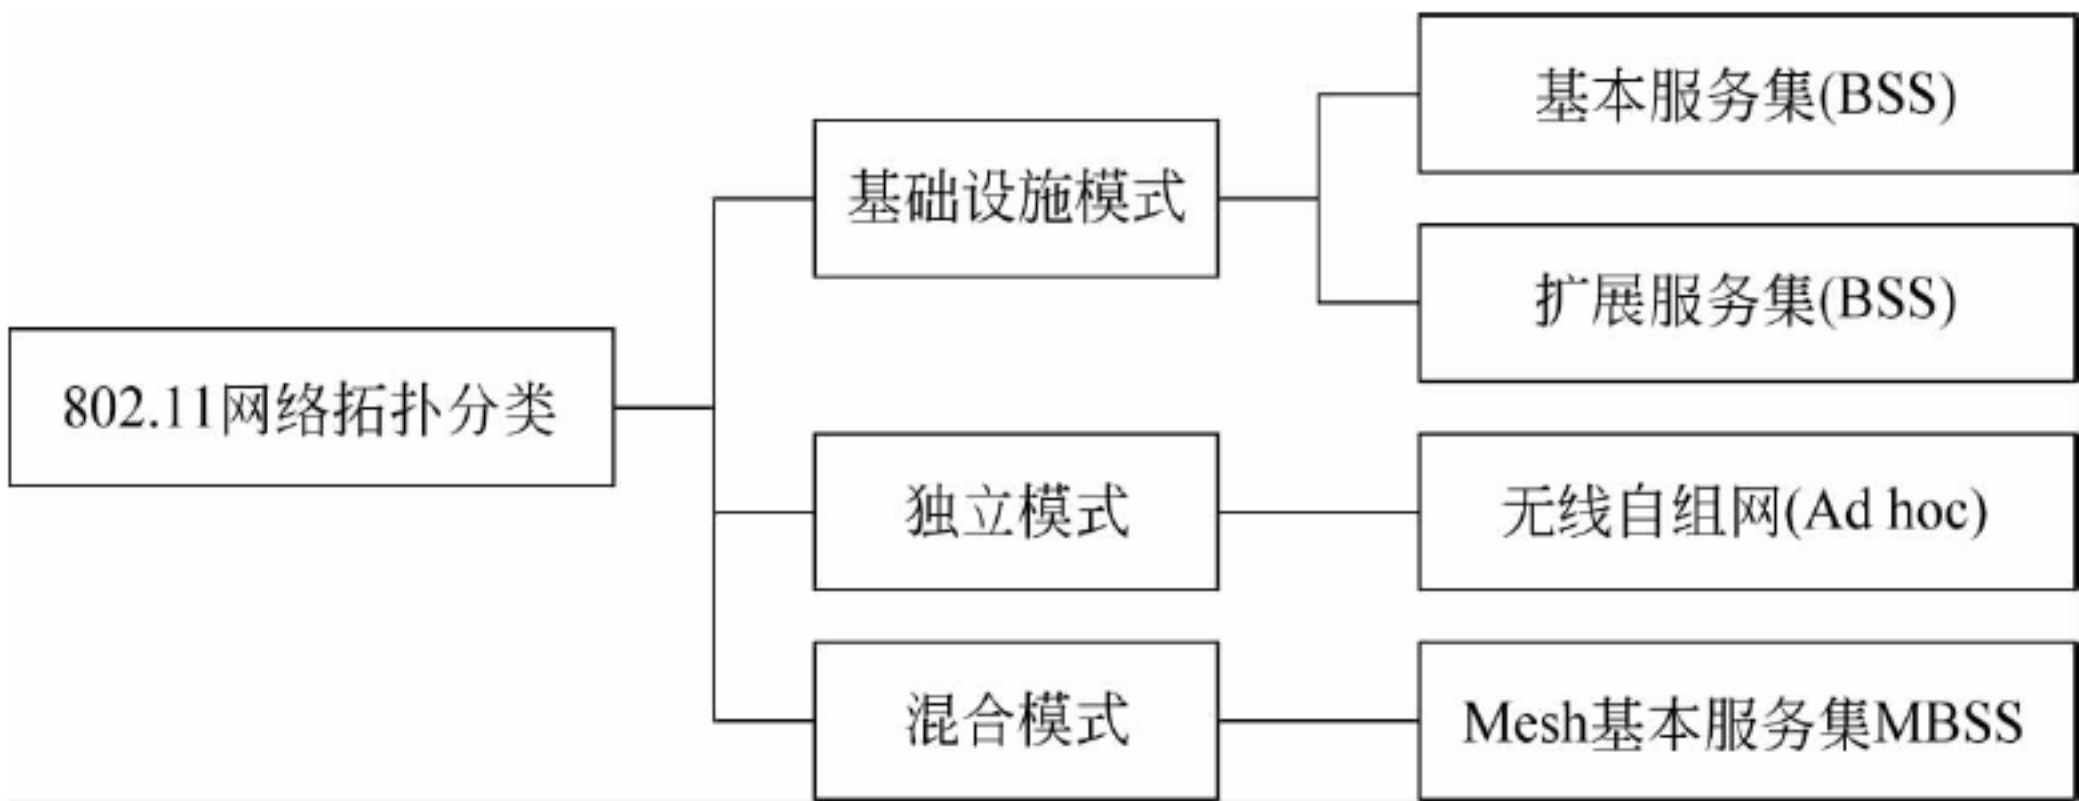 802.11网络拓扑分类
基础设施模式
基本服务集(BSS)
扩展服务集(BSS)
独立模式
无线自组网(Ad hoc)
混合模式
Mesh基本服务集MBSS